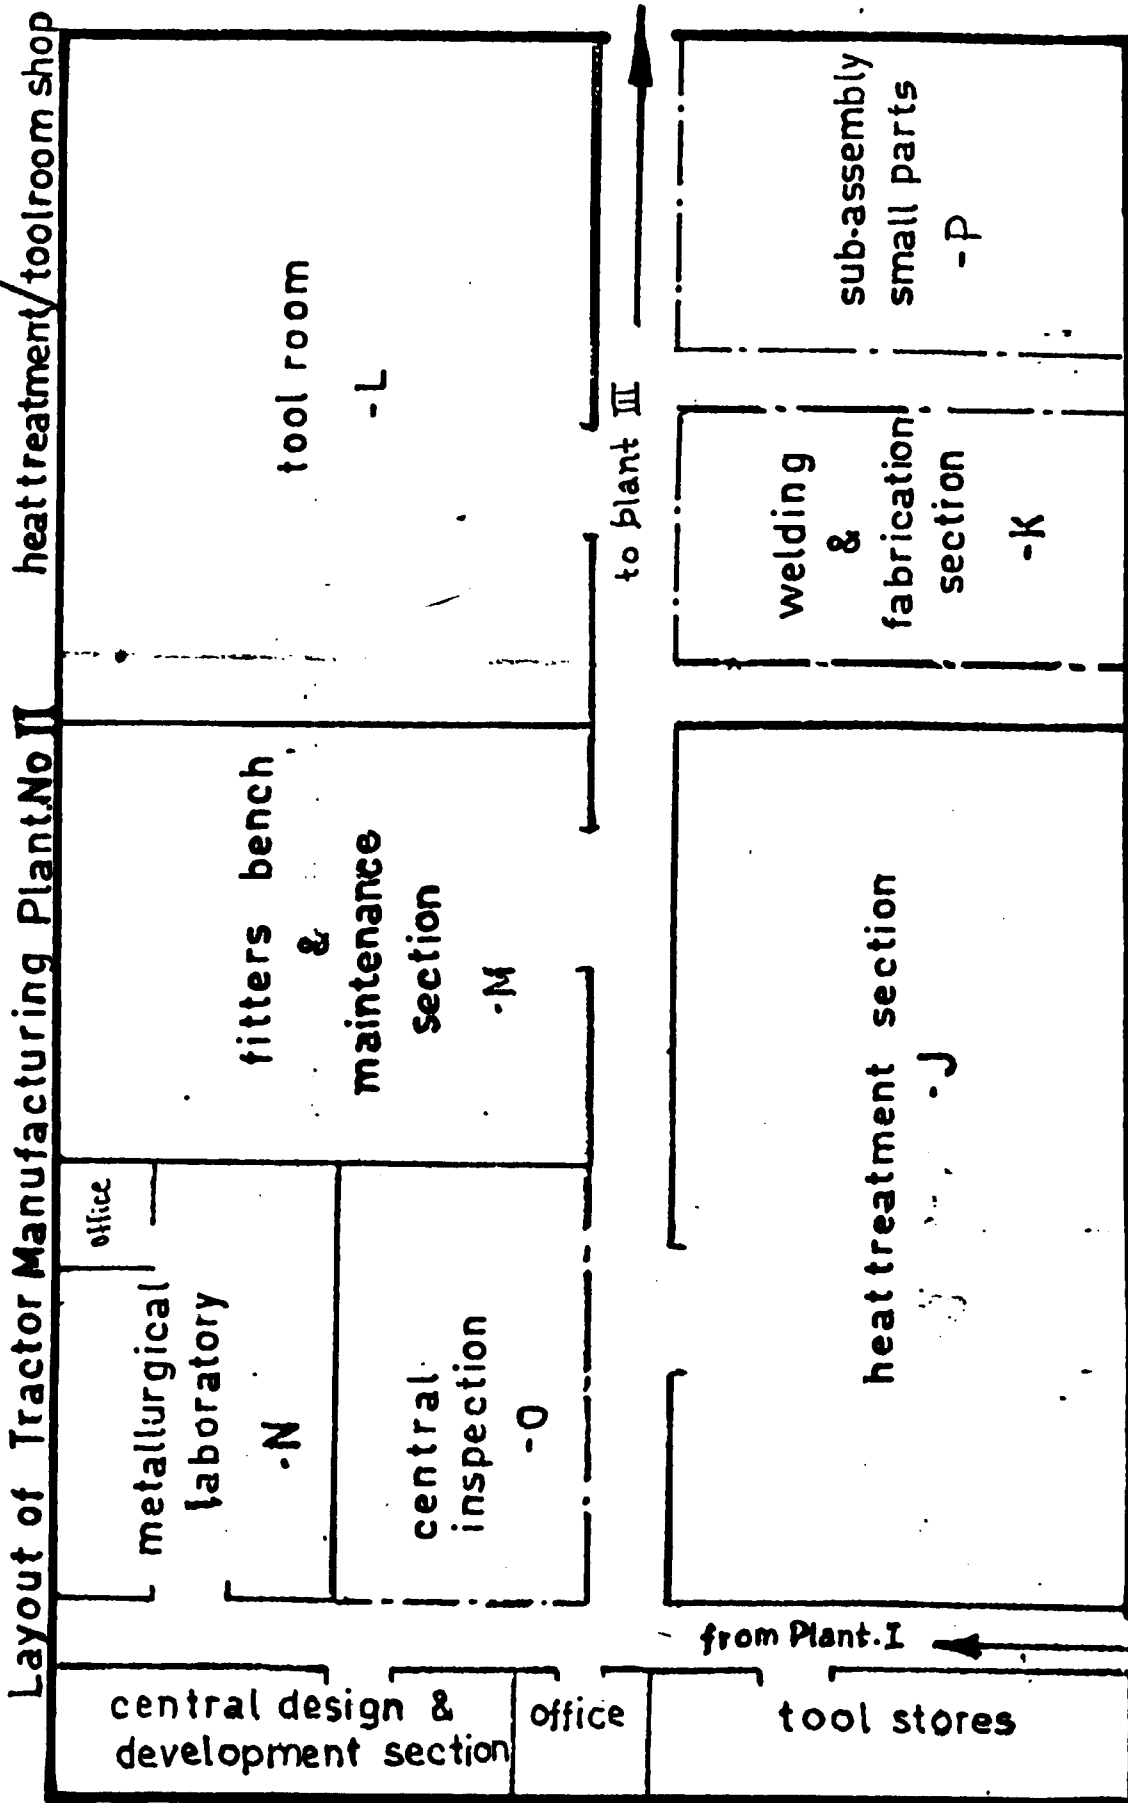 Layout of Tractor Manufacturing Plant.No II heat treatment/toolroom shop
office
metallurgical
laboratory
-N
central
inspection
-O
fitters bench
&
maintenance
section
-M
tool room
-L
to plant III
heat treatment section
-J
welding
&
fabrication
section
-K
sub-assembly
small parts
-P
from Plant.I
central design &
development section
office
tool stores